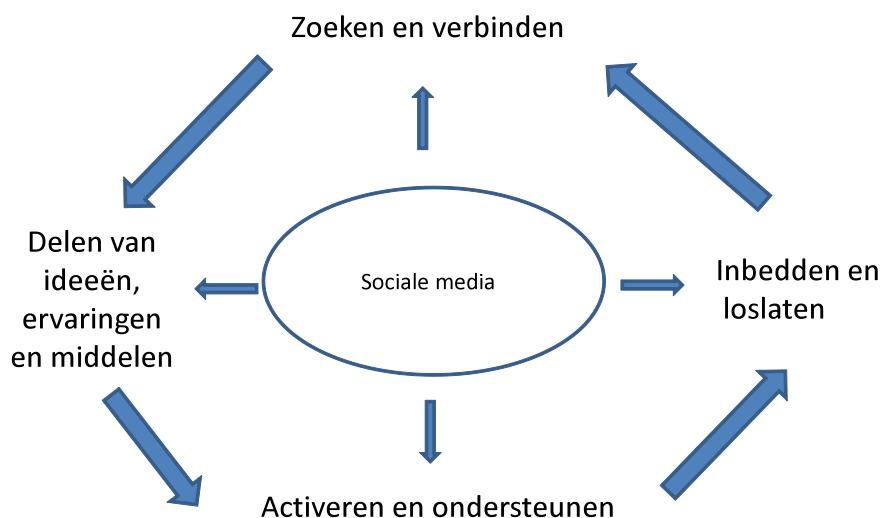 Zoeken en verbinden
Delen van
ideeën,
ervaringen
en middelen
Sociale media
Inbedden en
loslaten
Activeren en ondersteunen